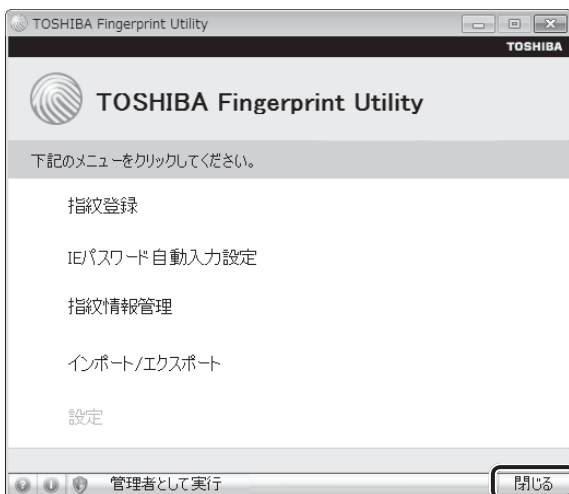 TOSHIBA Fingerprint Utility
TOSHIBA
TOSHIBA Fingerprint Utility
下記のメニューをクリックしてください。
指紋登録
IEパスワード自動入力設定
指紋情報管理
インポート/エクスポート
設定
管理者として実行
閉じる